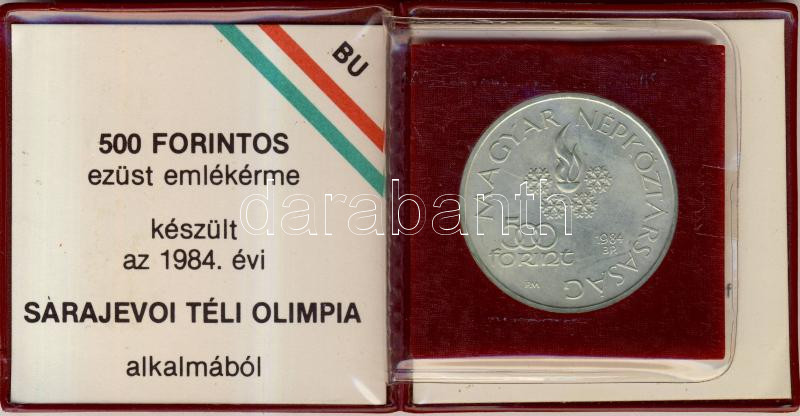 BU
500 FORINTOS
ezüst emlékérme
készült
az 1984. évi
SÀRAJEVOI TÉLI OLIMPIA
alkalmából
MAGYAR NÉPKÖZTÁRSASÁG
500
forint
1984
BP.
darabanth